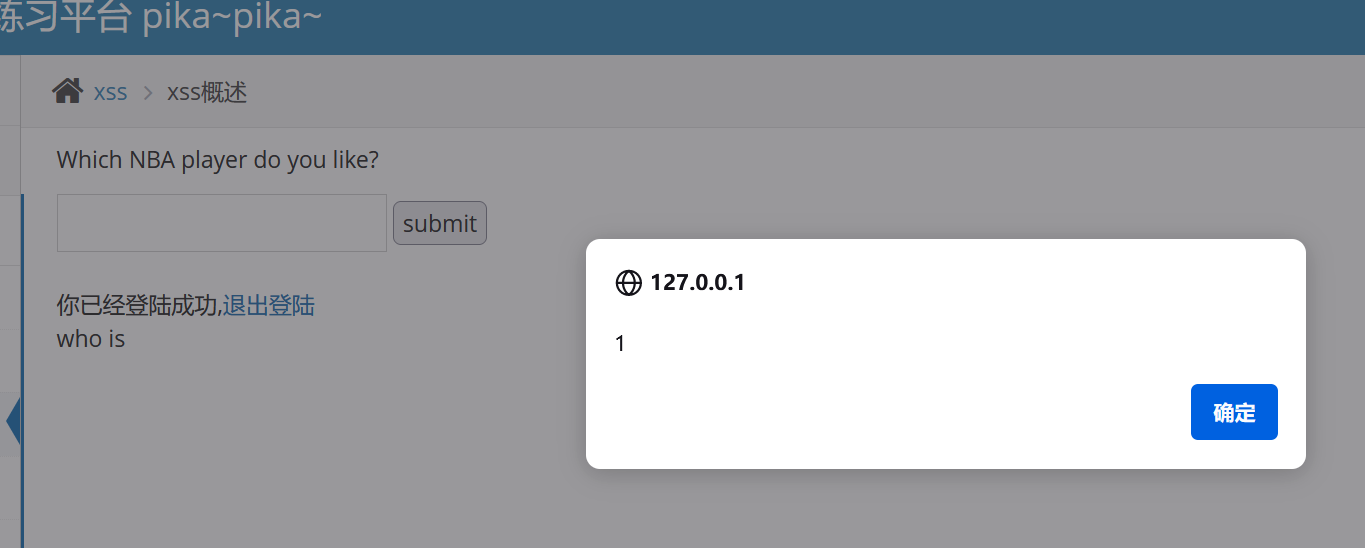 练习平台 pika~pika~
xss > xss概述
Which NBA player do you like?
submit
127.0.0.1
1
确定
你已经登陆成功,退出登陆
who is